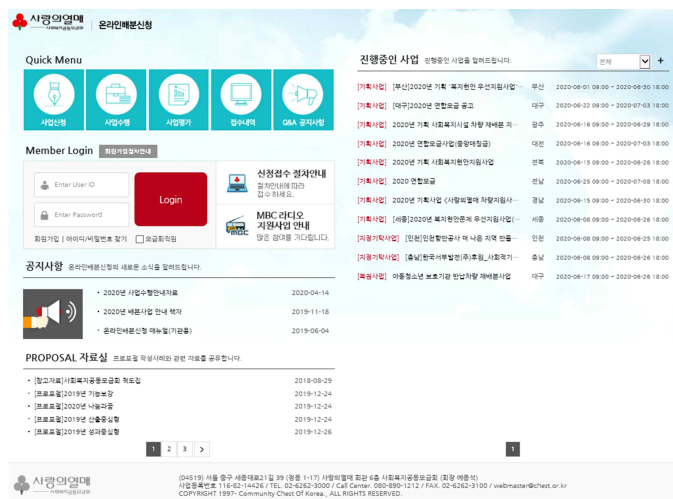 사랑의열매
사회복지공동모금회
온라인배분신청
Quick Menu
사업신청 사업수행 사업평가 접수내역 Q&A 공지사항
Member Login 회원가입절차안내
Enter User ID
Enter Password
Login
회원가입 | 아이디/비밀번호 찾기 모금회직원
신청접수 절차안내
절차안내에 따라
접수 하세요.
MBC 라디오
지원사업 안내
많은 참여를 기다립니다.
공지사항 온라인배분신청의 새로운 소식을 알려드립니다.
• 2020년 사업수행안내자료 2020-04-14
• 2020년 배분사업 안내 책자 2019-11-18
• 온라인배분신청 매뉴얼(기관용) 2019-06-04
PROPOSAL 자료실 프로포절 작성사례와 관련 자료를 공유합니다.
• [참고자료]사회복지공동모금회 척도집 2018-08-29
• [프로포절]2019년 기능보강 2019-12-24
• [프로포절]2020년 나눔과꿈 2019-12-24
• [프로포절]2019년 산출중심형 2019-12-24
• [프로포절]2019년 성과중심형 2019-12-26
1 2 3 >
진행중인 사업 진행중인 사업을 알려드립니다. 전체 +
[기획사업] [부산]2020년 기획 '복지현안 우선지원사업'··· 부산 2020-06-01 09:00 ~ 2020-06-30 18:00
[기획사업] [대구]2020년 연합모금 공고 대구 2020-06-22 09:00 ~ 2020-07-03 18:00
[기획사업] 2020년 기획 사회복지시설 차량 재배분 지··· 광주 2020-06-16 09:00 ~ 2020-06-29 18:00
[기획사업] 2020년 연합모금사업(중앙매칭금) 대전 2020-06-16 09:00 ~ 2020-07-03 18:00
[기획사업] 2020년 기획 사회복지현안지원사업 전북 2020-06-15 09:00 ~ 2020-06-26 18:00
[기획사업] 2020 연합모금 전남 2020-06-25 09:00 ~ 2020-07-08 18:00
[기획사업] 2020년 기획사업 <사랑의열매 차량지원사··· 경남 2020-06-15 09:00 ~ 2020-06-30 18:00
[기획사업] [세종]2020년 복지현안문제 우선지원사업(··· 세종 2020-06-08 09:00 ~ 2020-06-26 18:00
[지정기탁사업] [인천]인천항만공사 더 나은 지역 만들··· 인천 2020-06-08 09:00 ~ 2020-06-25 18:00
[지정기탁사업] [충남]한국서부발전(주)후원_사회적기··· 충남 2020-06-08 09:00 ~ 2020-06-26 18:00
[복권사업] 아동청소년 보호기관 반납차량 재배분사업 대구 2020-06-17 09:00 ~ 2020-06-26 18:00
1
사랑의열매
사회복지공동모금회
(04519) 서울 중구 세종대로21길 39 (정동 1-17) 사랑의열매 회관 6층 사회복지공동모금회 (회장 예종석)
사업등록번호 116-82-14426 / TEL. 02-6262-3000 / Call Center. 080-890-1212 / FAX. 02-6262-3100 / webmaster@chest.or.kr
COPYRIGHT 1997- Community Chest Of Korea., ALL RIGHTS RESERVED.